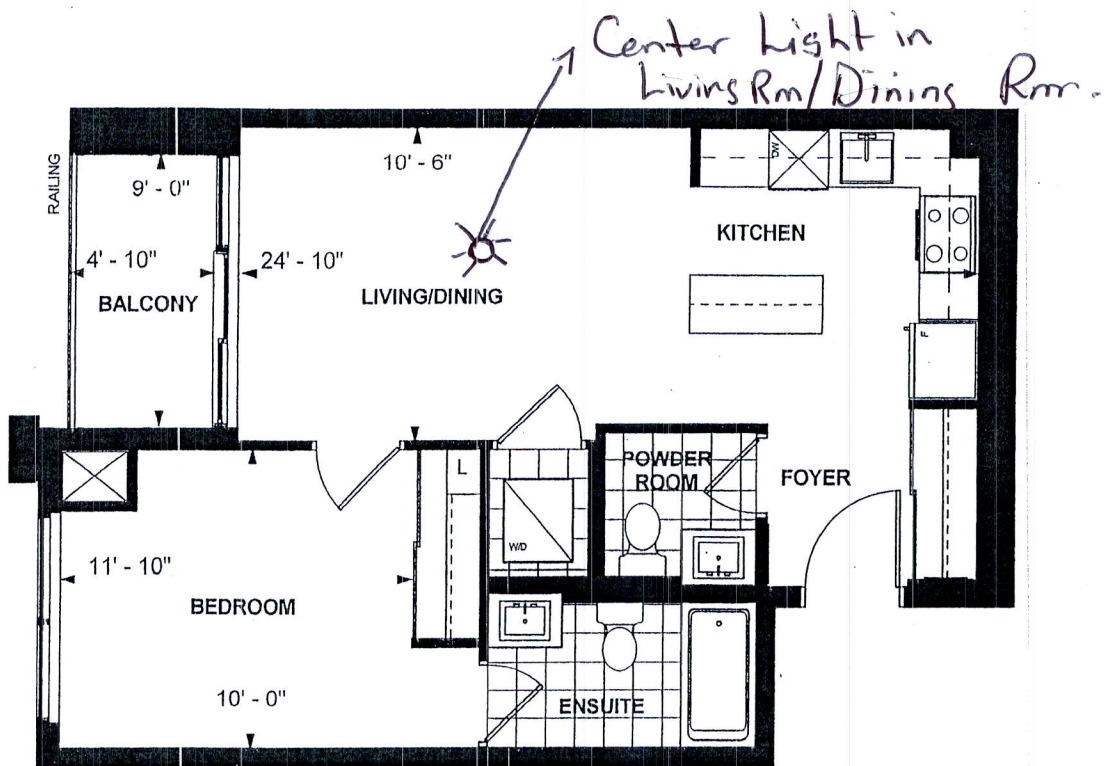 Center Light in
Living Rm/Dining Rm.
RAILING
9' - 0"
10' - 6"
DW
KITCHEN
4' - 10"
24' - 10"
BALCONY
LIVING/DINING
F
L
POWDER
ROOM
FOYER
W/D
11' - 10"
BEDROOM
10' - 0"
ENSUITE